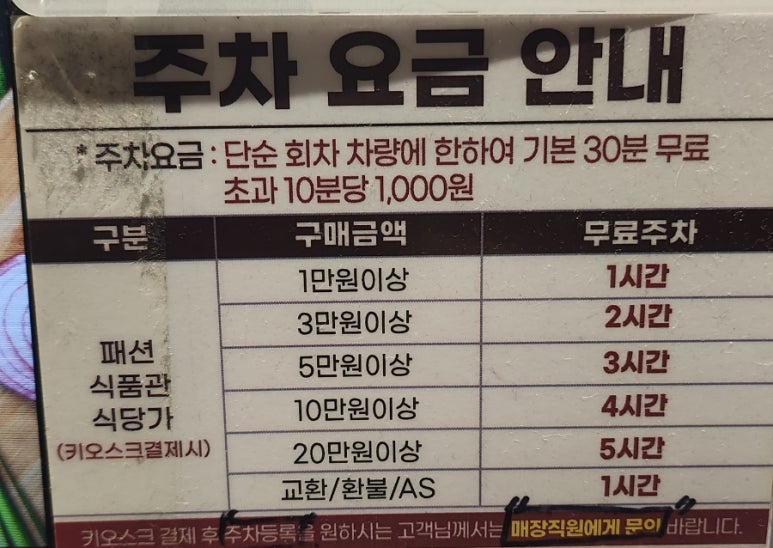 주차 요금 안내
* 주차요금 : 단순 회차 차량에 한하여 기본 30분 무료
초과 10분당 1,000원
구분 구매금액 무료주차
패션
식품관
식당가
(키오스크결제시)
1만원이상 1시간
3만원이상 2시간
5만원이상 3시간
10만원이상 4시간
20만원이상 5시간
교환/환불/AS 1시간
키오스크 결제 후 "주차등록"을 원하시는 고객님께서는 "매장직원에게 문의" 바랍니다.